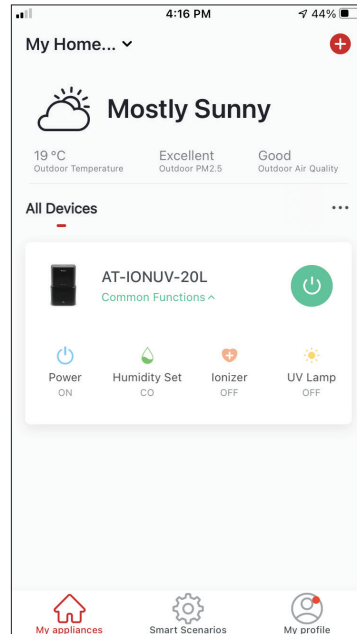 4:16 PM
44%
My Home...
Mostly Sunny
19 °C
Outdoor Temperature
Excellent
Outdoor PM2.5
Good
Outdoor Air Quality
All Devices
AT-IONUV-20L
Common Functions
Power
ON
Humidity Set
CO
Ionizer
OFF
UV Lamp
OFF
My appliances
Smart Scenarios
My profile